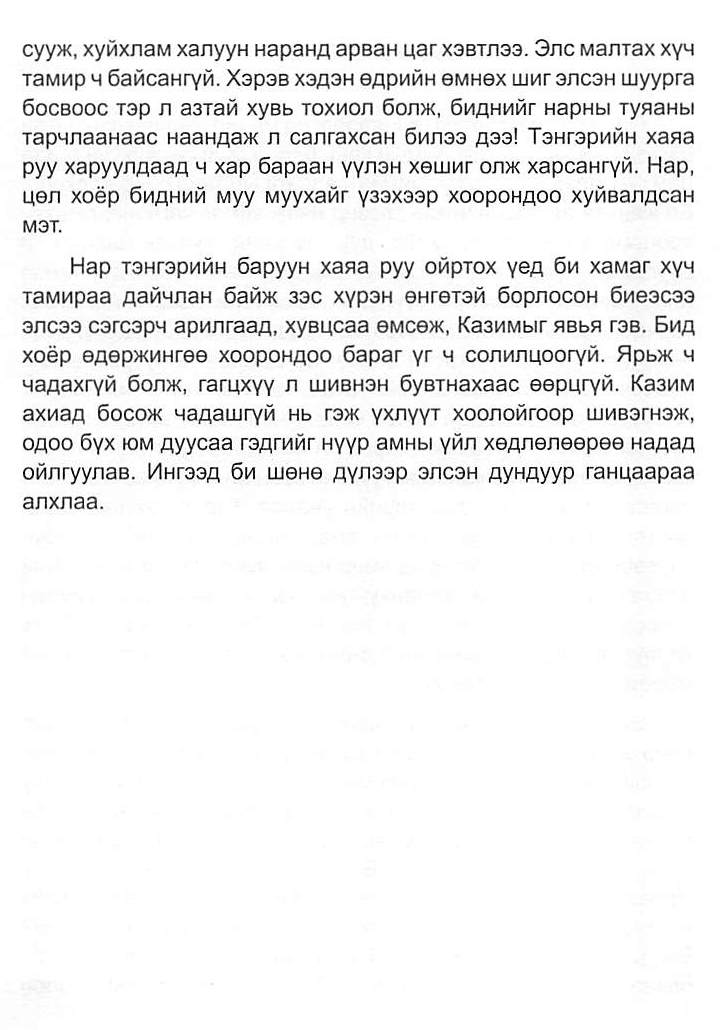 сууж, хуйхлам халуун наранд арван цаг хэвтлээ. Элс малтах хүч
тамир ч байсангүй. Хэрэв хэдэн өдрийн өмнөх шиг элсэн шуурга
босвоос тэр л азтай хувь тохиол болж, биднийг нарны туяаны
тарчлаанаас наандаж л салгахсан билээ дээ! Тэнгэрийн хаяа
руу харуулдаад ч хар бараан үүлэн хөшиг олж харсангүй. Нар,
цөл хоёр бидний муу муухайг үзэхээр хоорондоо хуйвалдсан
мэт.
Нар тэнгэрийн баруун хаяа руу ойртох үед би хамаг хүч
тамираа дайчлан байж зэс хүрэн өнгөтэй борлосон биеэсээ
элсээ сэгсэрч арилгаад, хувцсаа өмсөж, Казимыг явья гэв. Бид
хоёр өдөржингөө хоорондоо бараг үг ч солилцоогүй. Ярьж ч
чадахгүй болж, гагцхүү л шивнэн бувтнахаас өөрцгүй. Казим
ахиад босож чадашгүй нь гэж үхлүүт хоолойгоор шивэгнэж,
одоо бүх юм дуусаа гэдгийг нүүр амны үйл хөдлөлөөрөө надад
ойлгуулав. Ингээд би шөнө дүлээр элсэн дундуур ганцаараа
алхлаа.